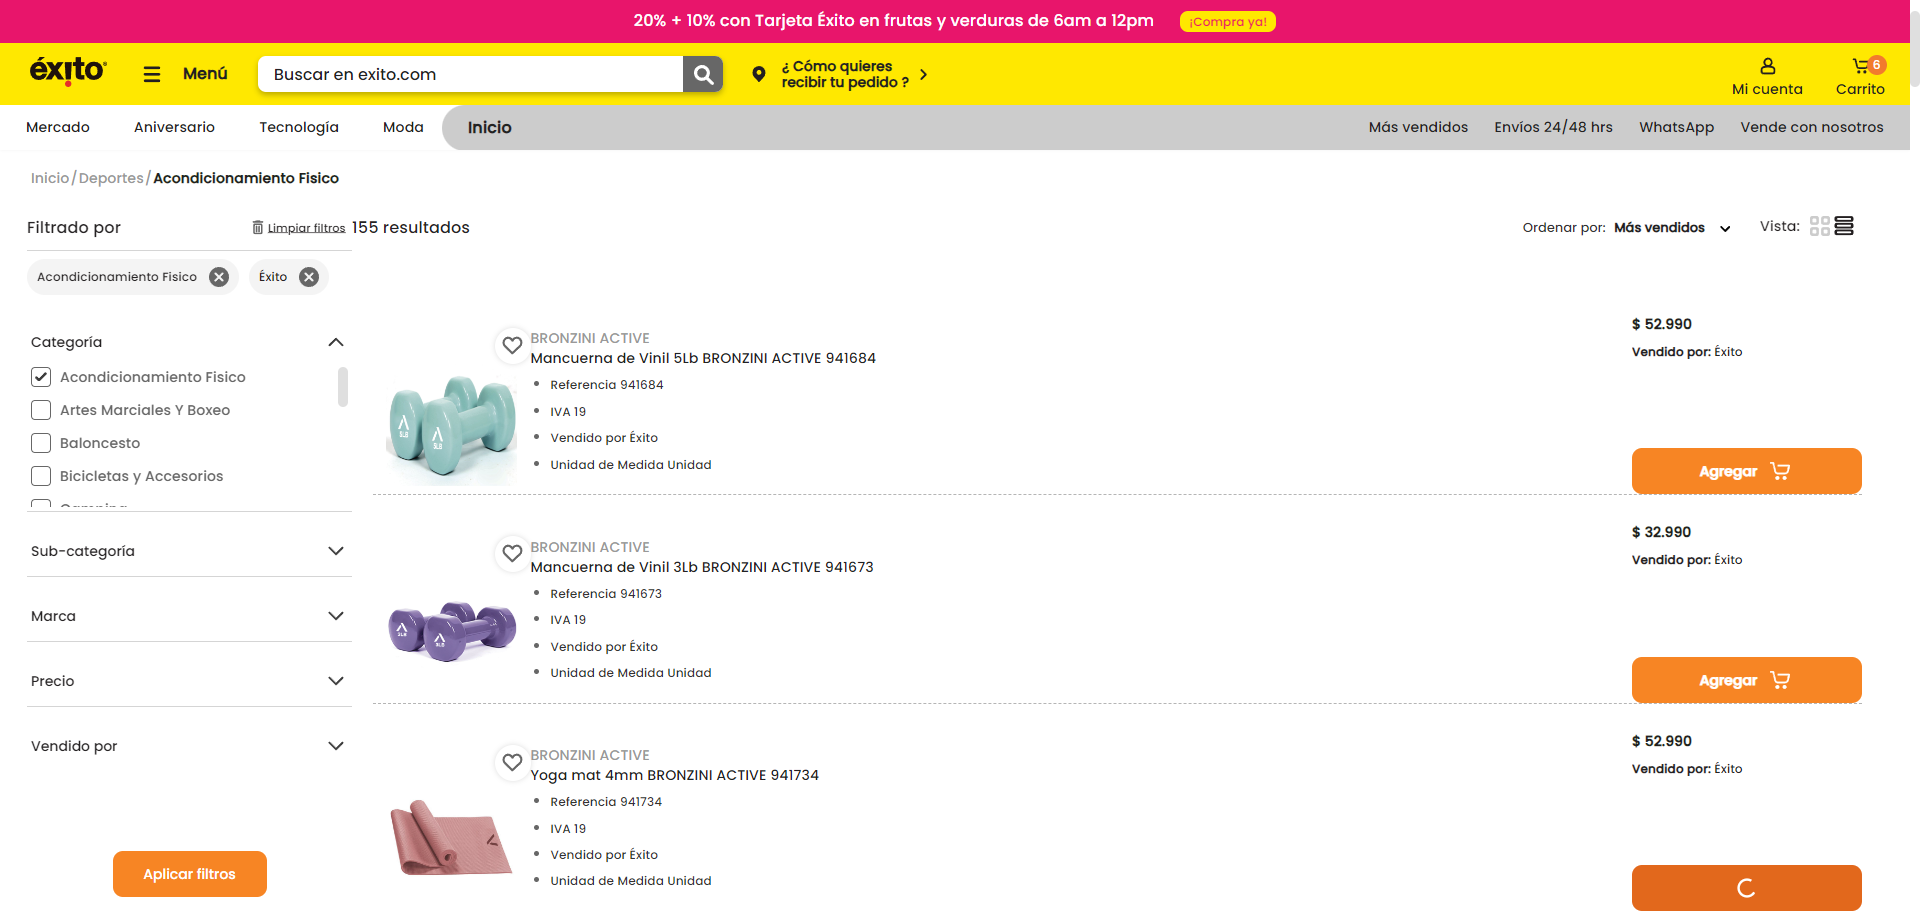 20% + 10% con Tarjeta Éxito en frutas y verduras de 6am a 12pm ¡Compra ya!
éxito
Menú
Buscar en exito.com
¿ Cómo quieres
recibir tu pedido ?
Mi cuenta
6
Carrito
Mercado Aniversario Tecnología Moda Inicio Más vendidos Envíos 24/48 hrs WhatsApp Vende con nosotros
Inicio/Deportes/Acondicionamiento Fisico
Filtrado por Limpiar filtros 155 resultados Ordenar por: Más vendidos Vista:
Acondicionamiento Fisico Éxito
Categoría
Acondicionamiento Fisico
Artes Marciales Y Boxeo
Baloncesto
Bicicletas y Accesorios
Sub-categoría
Marca
Precio
Vendido por
Aplicar filtros
BRONZINI ACTIVE
Mancuerna de Vinil 5Lb BRONZINI ACTIVE 941684
Referencia 941684
IVA 19
Vendido por Éxito
Unidad de Medida Unidad
5LB
5LB
$ 52.990
Vendido por: Éxito
Agregar
BRONZINI ACTIVE
Mancuerna de Vinil 3Lb BRONZINI ACTIVE 941673
Referencia 941673
IVA 19
Vendido por Éxito
Unidad de Medida Unidad
3LB
3LB
$ 32.990
Vendido por: Éxito
Agregar
BRONZINI ACTIVE
Yoga mat 4mm BRONZINI ACTIVE 941734
Referencia 941734
IVA 19
Vendido por Éxito
Unidad de Medida Unidad
$ 52.990
Vendido por: Éxito